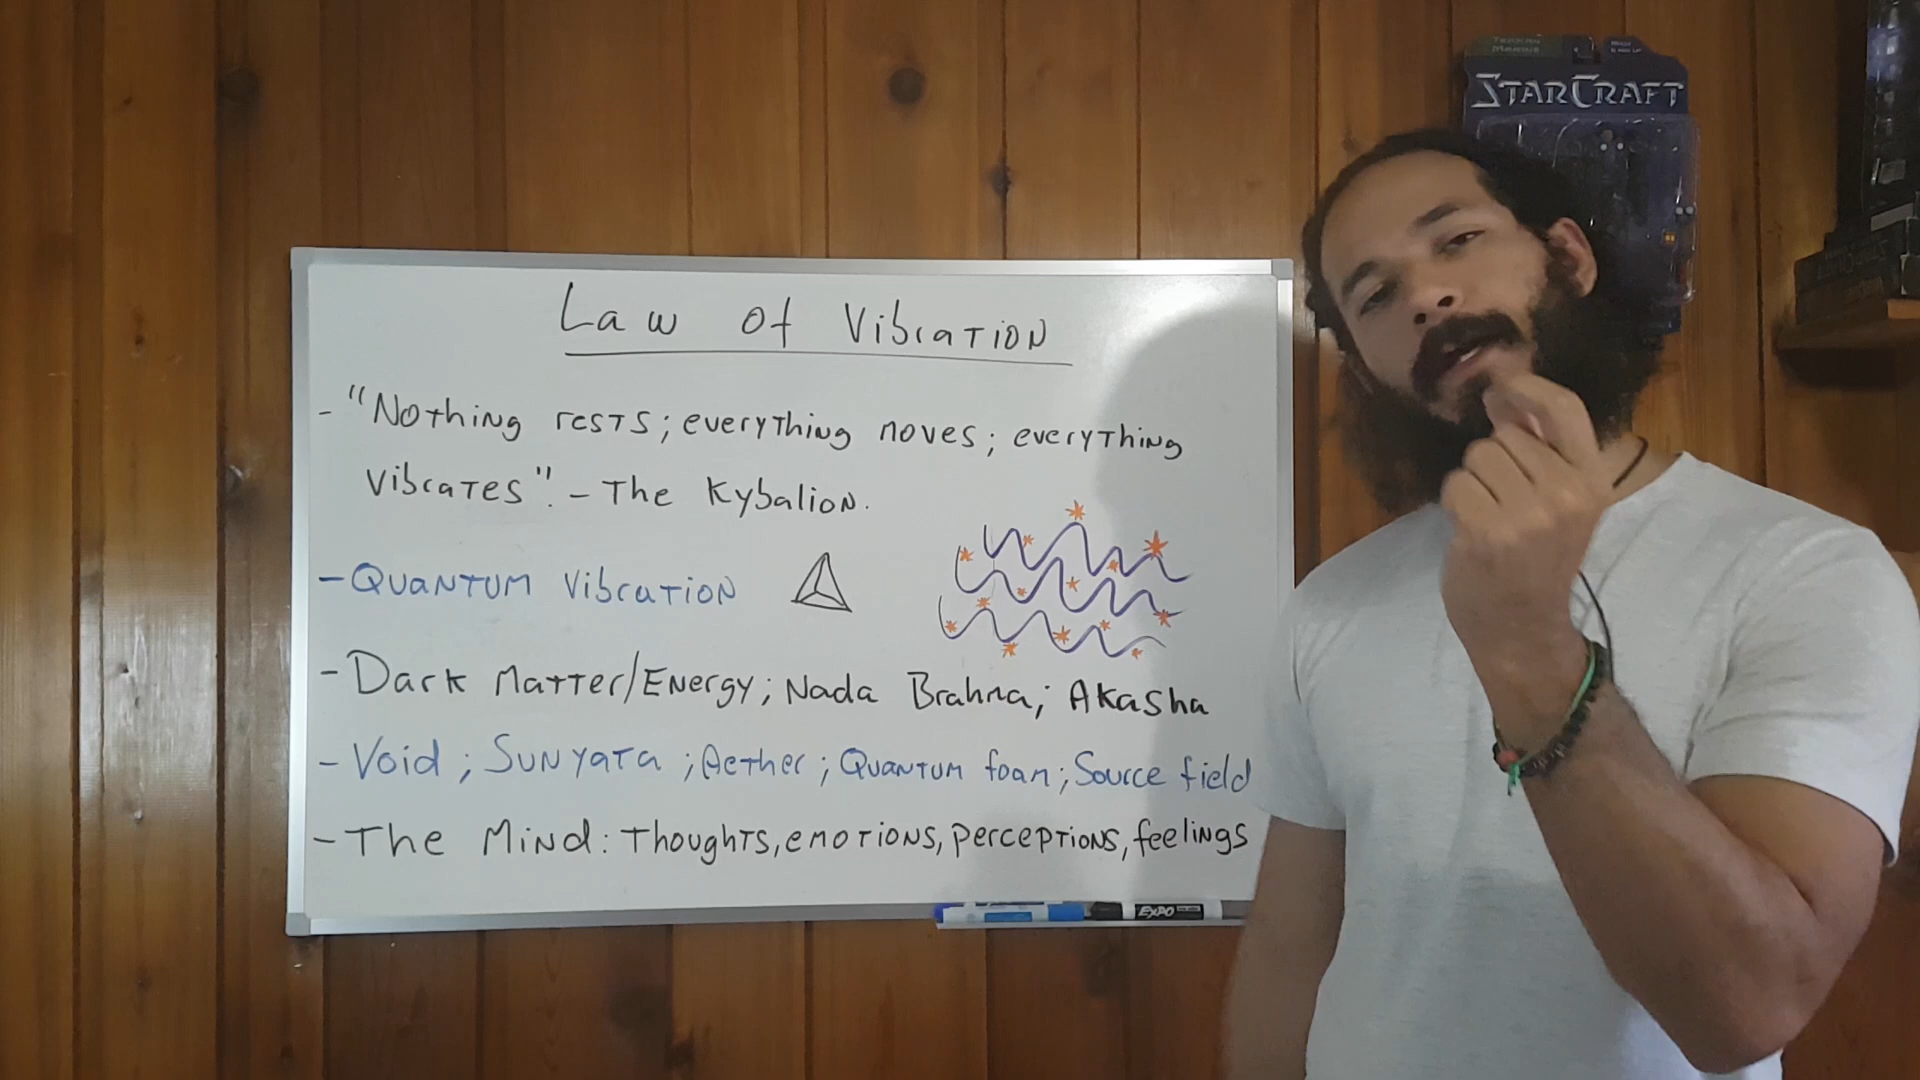 STARCRAFT
Law of Vibration
- "Nothing rests; everything moves; everything
vibrates". - The Kybalion.
- Quantum Vibration
- Dark Matter/Energy; Nada Brahma; Akasha
- Void; Sunyata; Aether; Quantum foam; Source field
- The Mind: Thoughts, emotions, perceptions, feelings
EXPO